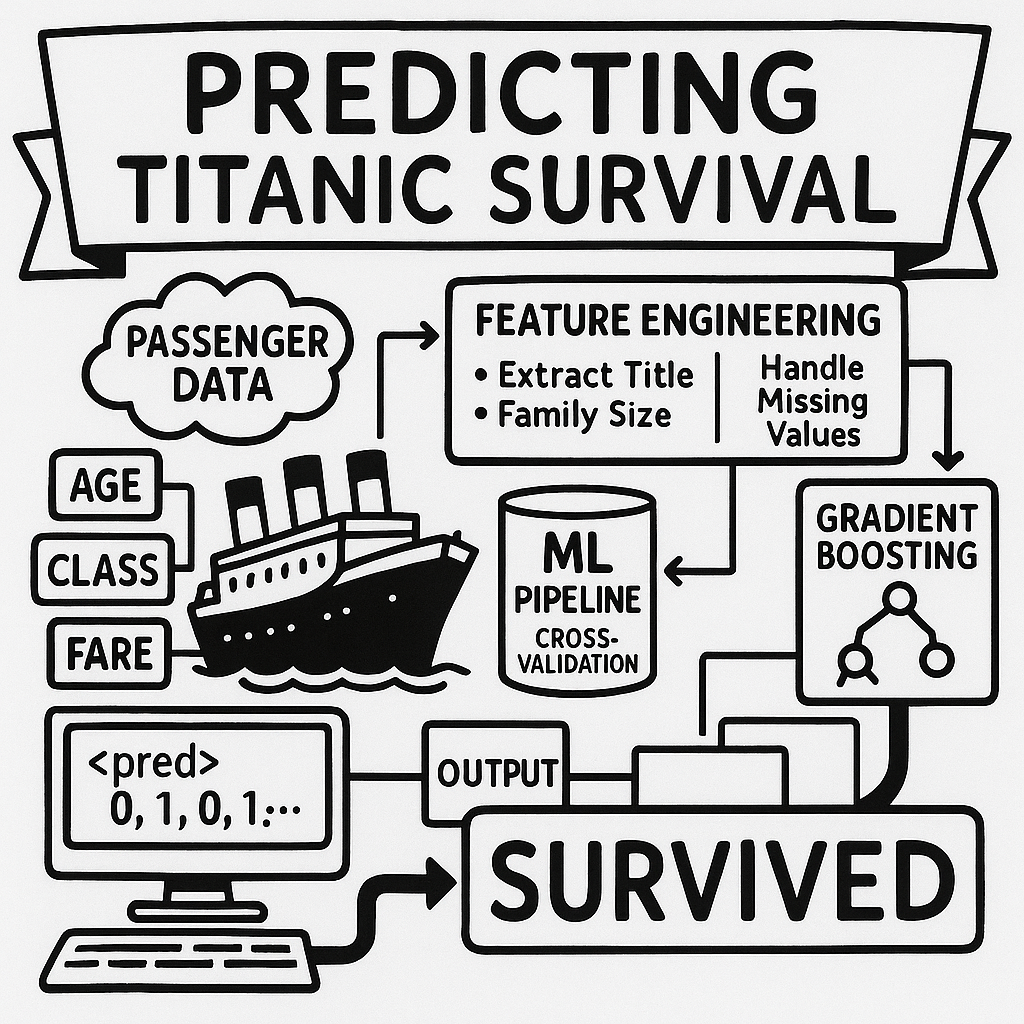 PREDICTING
TITANIC SURVIVAL
PASSENGER
DATA
FEATURE ENGINEERING
• Extract Title
• Family Size
Handle
Missing
Values
AGE
CLASS
FARE
ML
PIPELINE
CROSS-
VALIDATION
GRADIENT
BOOSTING
<pred>
0, 1, 0, 1:···
OUTPUT
SURVIVED